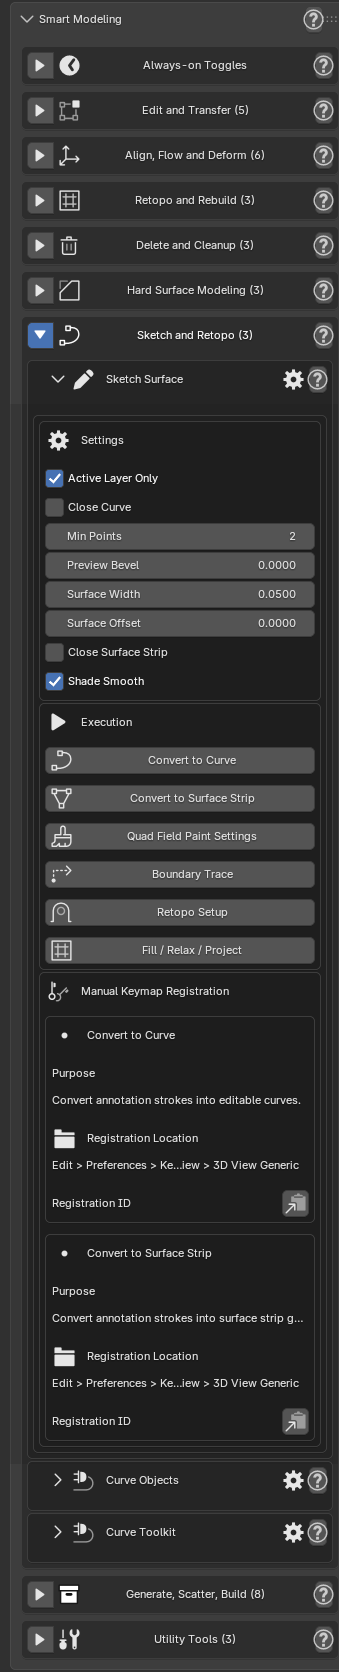 Smart Modeling
Always-on Toggles
Edit and Transfer (5)
Align, Flow and Deform (6)
Retopo and Rebuild (3)
Delete and Cleanup (3)
Hard Surface Modeling (3)
Sketch and Retopo (3)
Sketch Surface
Settings
Active Layer Only
Close Curve
Min Points 2
Preview Bevel 0.0000
Surface Width 0.0500
Surface Offset 0.0000
Close Surface Strip
Shade Smooth
Execution
Convert to Curve
Convert to Surface Strip
Quad Field Paint Settings
Boundary Trace
Retopo Setup
Fill / Relax / Project
Manual Keymap Registration
Convert to Curve
Purpose
Convert annotation strokes into editable curves.
Registration Location
Edit > Preferences > Ke...iew > 3D View Generic
Registration ID
Convert to Surface Strip
Purpose
Convert annotation strokes into surface strip g...
Registration Location
Edit > Preferences > Ke...iew > 3D View Generic
Registration ID
Curve Objects
Curve Toolkit
Generate, Scatter, Build (8)
Utility Tools (3)